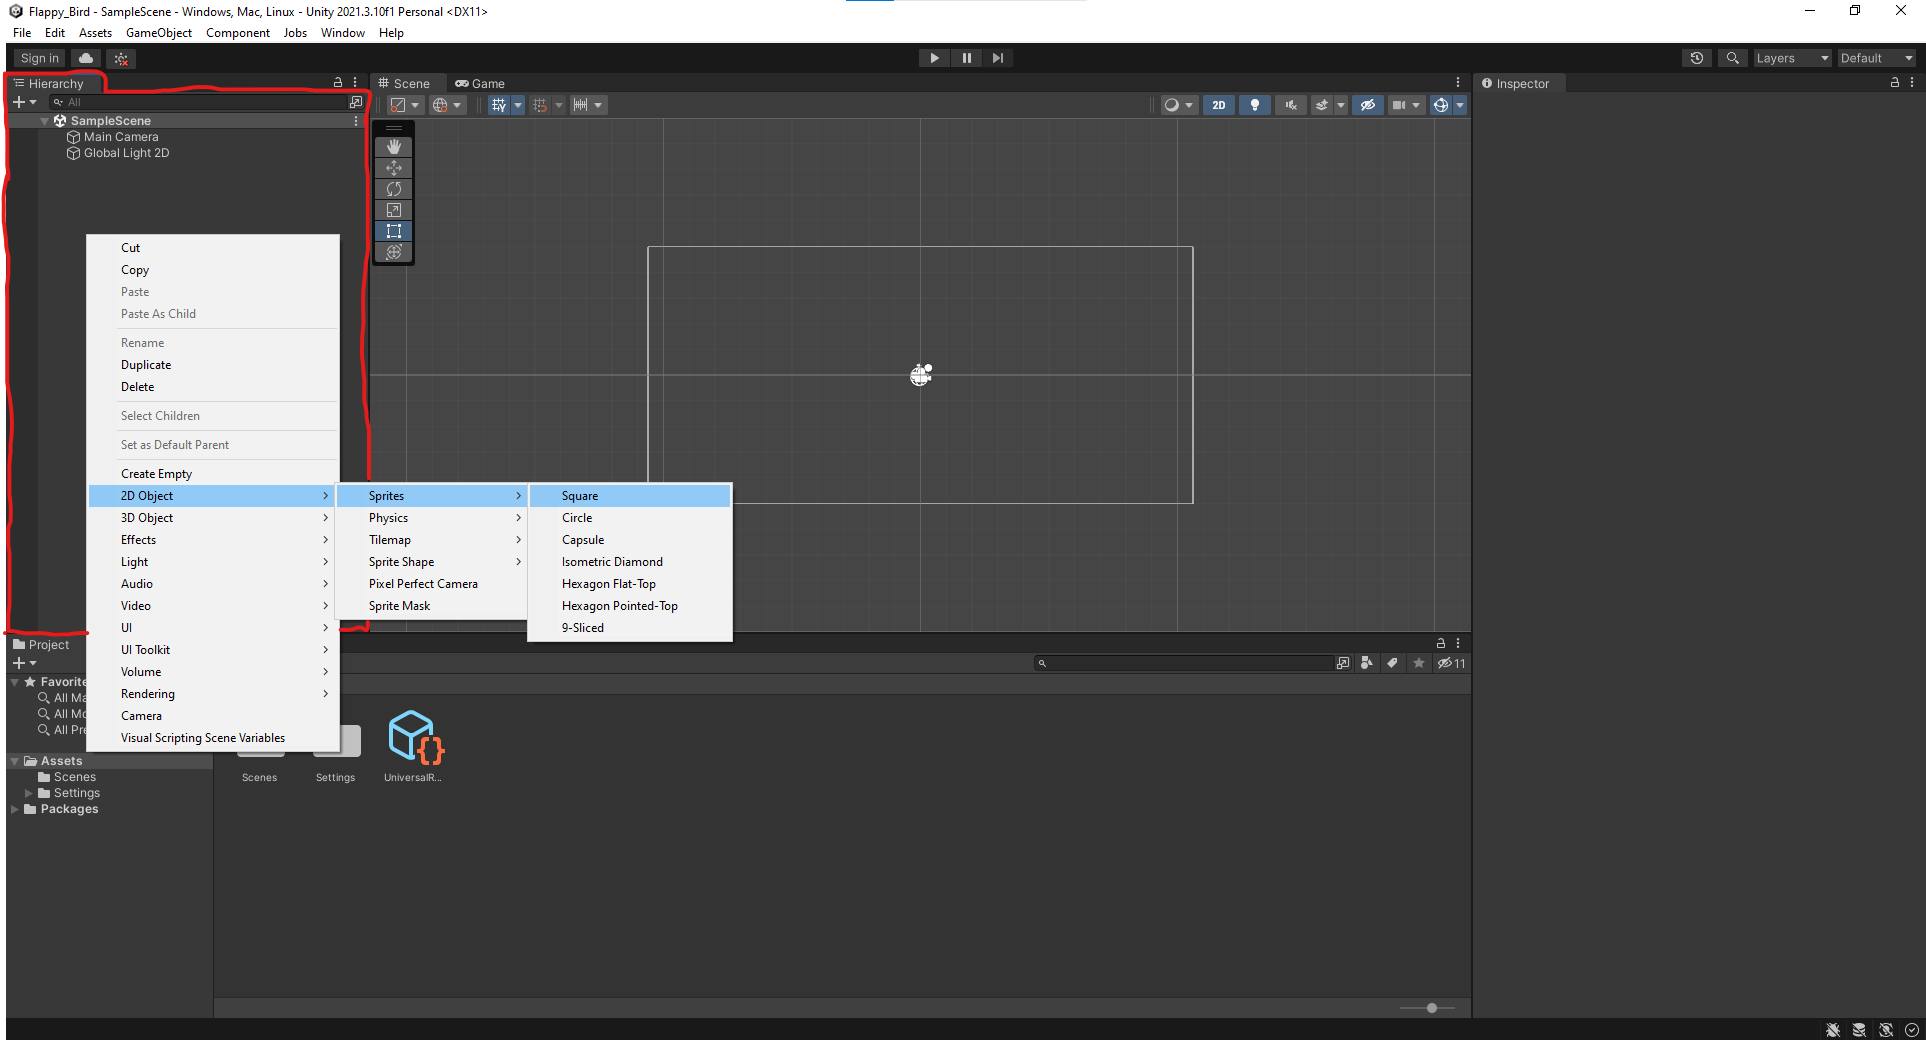 Flappy_Bird - SampleScene - Windows, Mac, Linux - Unity 2021.3.10f1 Personal <DX11>
File Edit Assets GameObject Component Jobs Window Help
Sign in
Layers
Default
Hierarchy
All
SampleScene
Main Camera
Global Light 2D
Scene
Game
2D
Inspector
Cut
Copy
Paste
Paste As Child
Rename
Duplicate
Delete
Select Children
Set as Default Parent
Create Empty
2D Object
3D Object
Effects
Light
Audio
Video
UI
UI Toolkit
Volume
Rendering
Camera
Visual Scripting Scene Variables
Sprites
Physics
Tilemap
Sprite Shape
Pixel Perfect Camera
Sprite Mask
Square
Circle
Capsule
Isometric Diamond
Hexagon Flat-Top
Hexagon Pointed-Top
9-Sliced
Project
11
Favorite
All Ma
All Mo
All Pre
Assets
Scenes
Settings
Packages
Scenes
Settings
UniversalR...